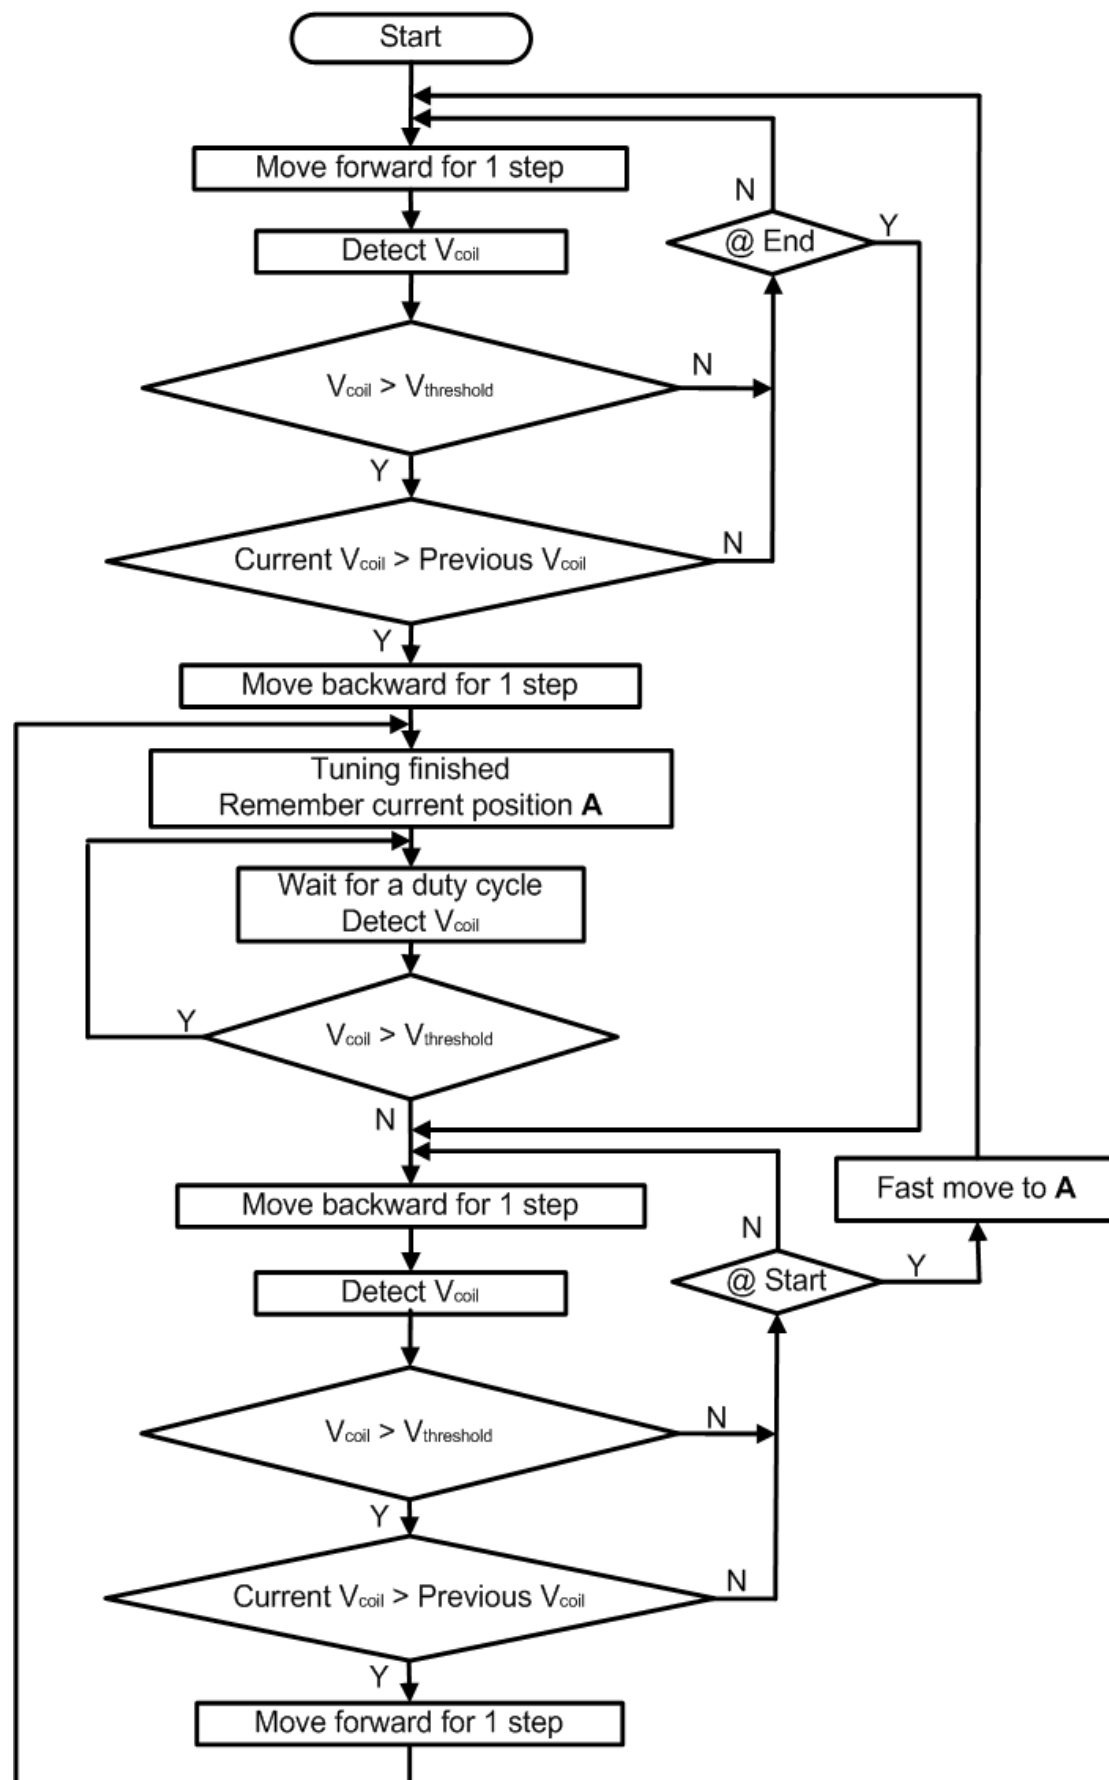 Start
Move forward for 1 step
N
@ End
Y
Detect Vcoil
Vcoil > Vthreshold
N
Y
Current Vcoil > Previous Vcoil
N
Y
Move backward for 1 step
Tuning finished
Remember current position A
Wait for a duty cycle
Detect Vcoil
Y
Vcoil > Vthreshold
N
Move backward for 1 step
Fast move to A
N
@ Start
Y
Detect Vcoil
Vcoil > Vthreshold
N
Y
Current Vcoil > Previous Vcoil
N
Y
Move forward for 1 step